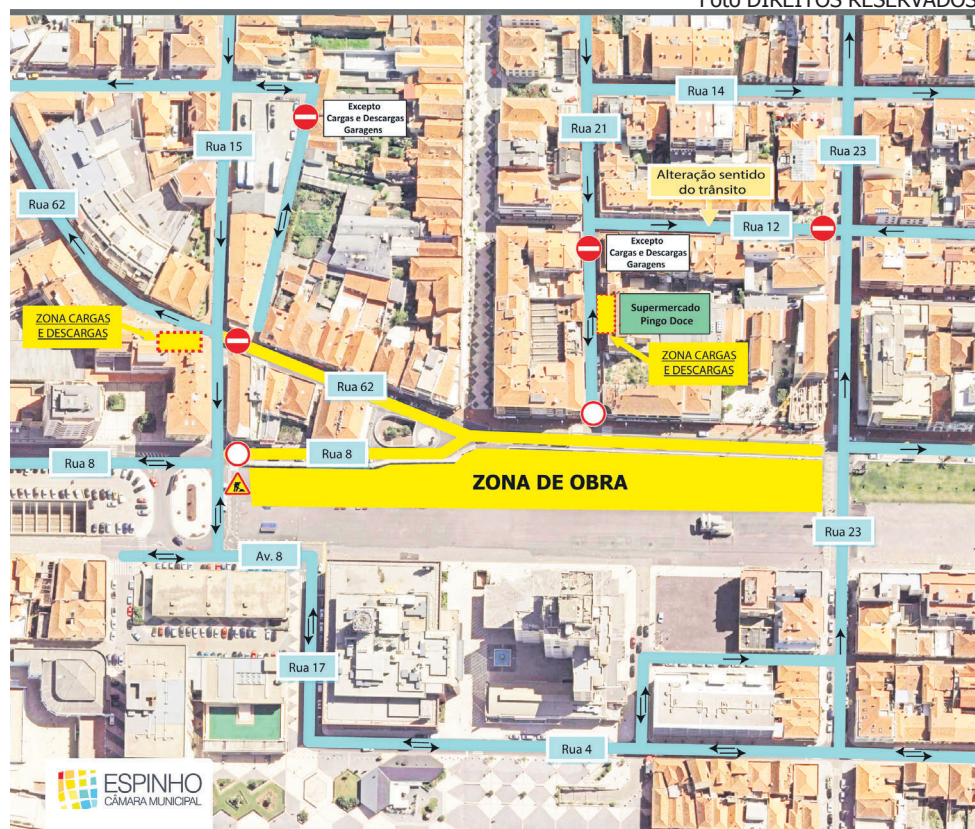 Foto DIREITOS RESERVADOS
Excepto
Cargas e Descargas
Garagens
Rua 14
Rua 21
Rua 15
Rua 23
Alteração sentido
do trânsito
Rua 62
Rua 12
Excepto
Cargas e Descargas
Garagens
Supermercado
Pingo Doce
ZONA CARGAS
E DESCARGAS
ZONA CARGAS
E DESCARGAS
Rua 62
Rua 8
Rua 8
ZONA DE OBRA
Rua 23
Av. 8
Rua 17
Rua 4
ESPINHO
CÂMARA MUNICIPAL